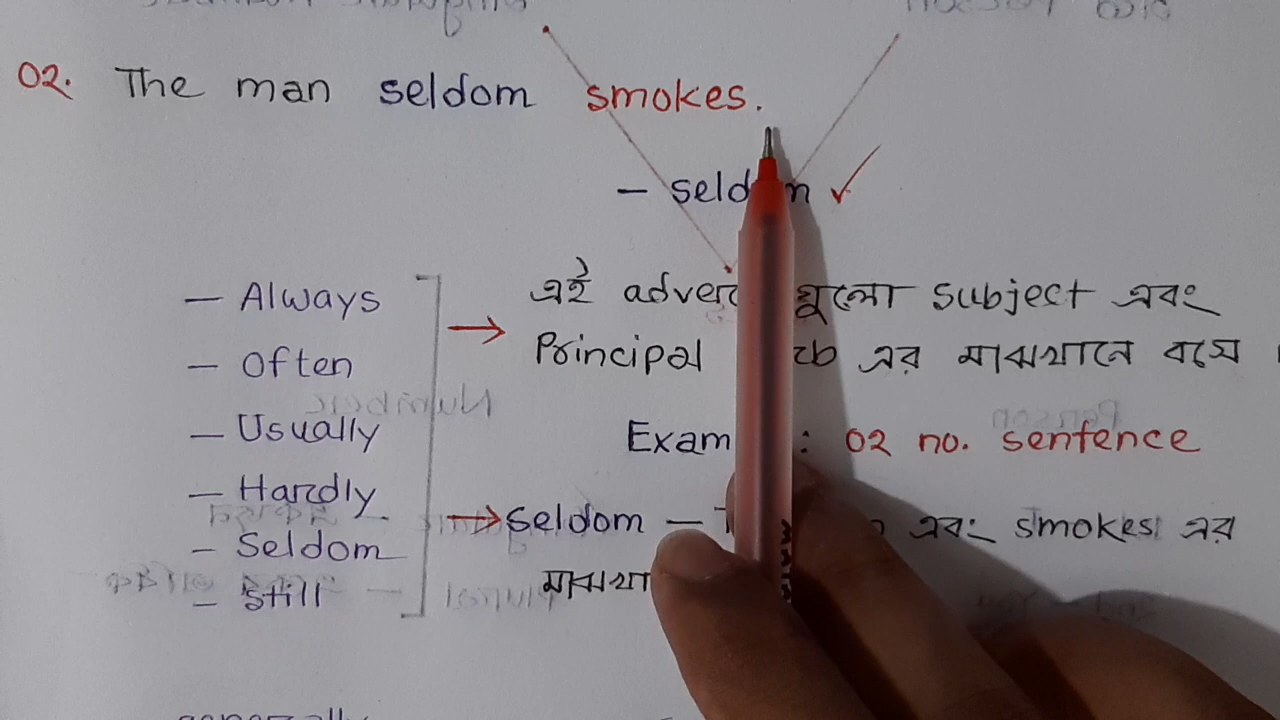 02. The man seldom smokes.
– seldom ✓
– Always
– Often
– Usually
– Hardly
– Seldom
– Still
এই adverb গুলো subject এবং
Principal verb এর মাঝখানে বসে।
Example: 02 no. sentence
Seldom – এবং smokes এর
generally